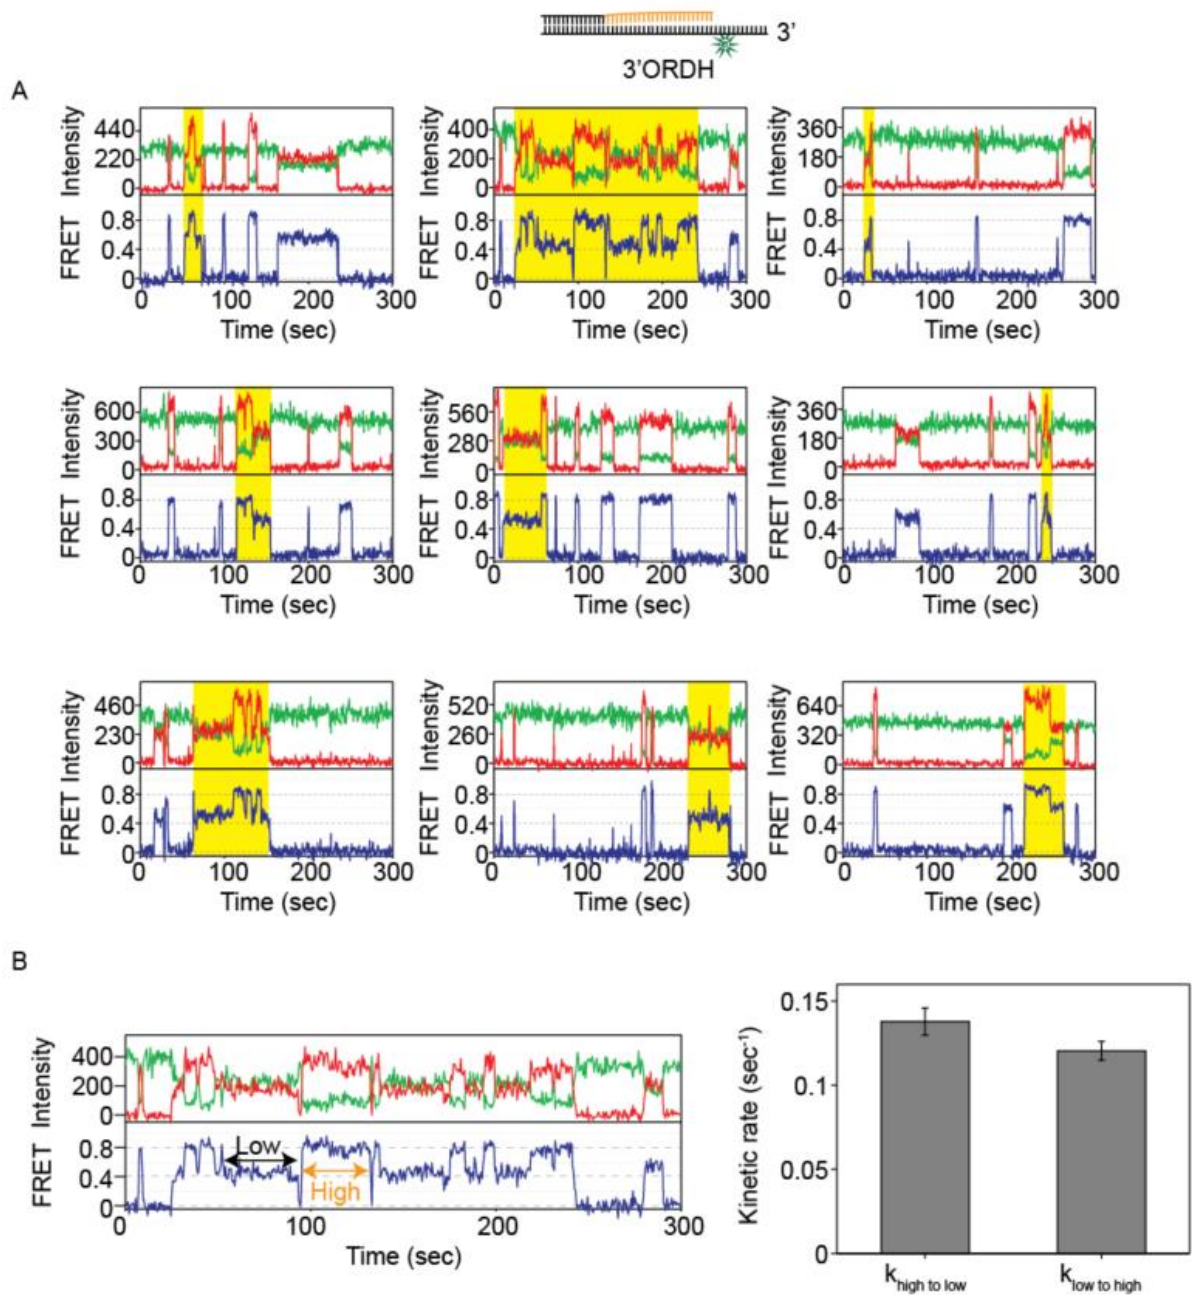 3'
3'ORDH
A
Intensity 440 220 0
FRET 0.8 0.4 0
0 100 200 300
Time (sec)
Intensity 400 200 0
FRET 0.8 0.4 0
0 100 200 300
Time (sec)
Intensity 360 180 0
FRET 0.8 0.4 0
0 100 200 300
Time (sec)
Intensity 600 300 0
FRET 0.8 0.4 0
0 100 200 300
Time (sec)
Intensity 560 280 0
FRET 0.8 0.4 0
0 100 200 300
Time (sec)
Intensity 360 180 0
FRET 0.8 0.4 0
0 100 200 300
Time (sec)
Intensity 460 230 0
FRET 0.8 0.4 0
0 100 200 300
Time (sec)
Intensity 520 260 0
FRET 0.8 0.4 0
0 100 200 300
Time (sec)
Intensity 640 320 0
FRET 0.8 0.4 0
0 100 200 300
Time (sec)
B
Intensity 400 200 0
FRET 0.8 0.4 0
Low
High
0 100 200 300
Time (sec)
Kinetic rate (sec⁻¹)
0.15
0.1
0.05
0
k high to low
k low to high